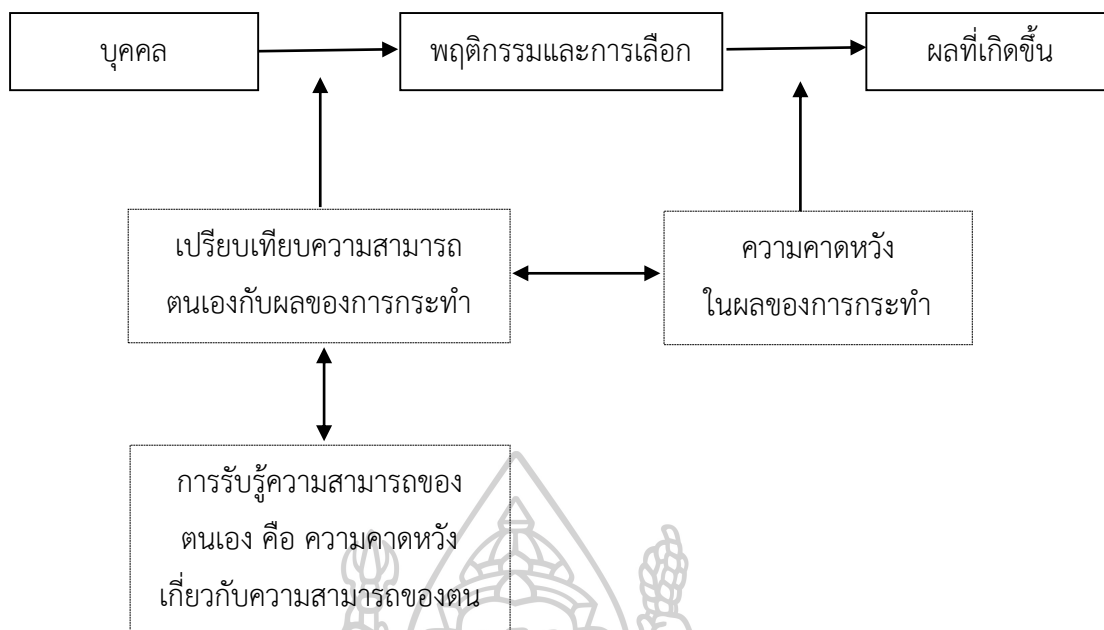 บุคคล
พฤติกรรมและการเลือก
ผลที่เกิดขึ้น
เปรียบเทียบความสามารถ
ตนเองกับผลของการกระทำ
ความคาดหวัง
ในผลของการกระทำ
การรับรู้ความสามารถของ
ตนเอง คือ ความคาดหวัง
เกี่ยวกับความสามารถของตน